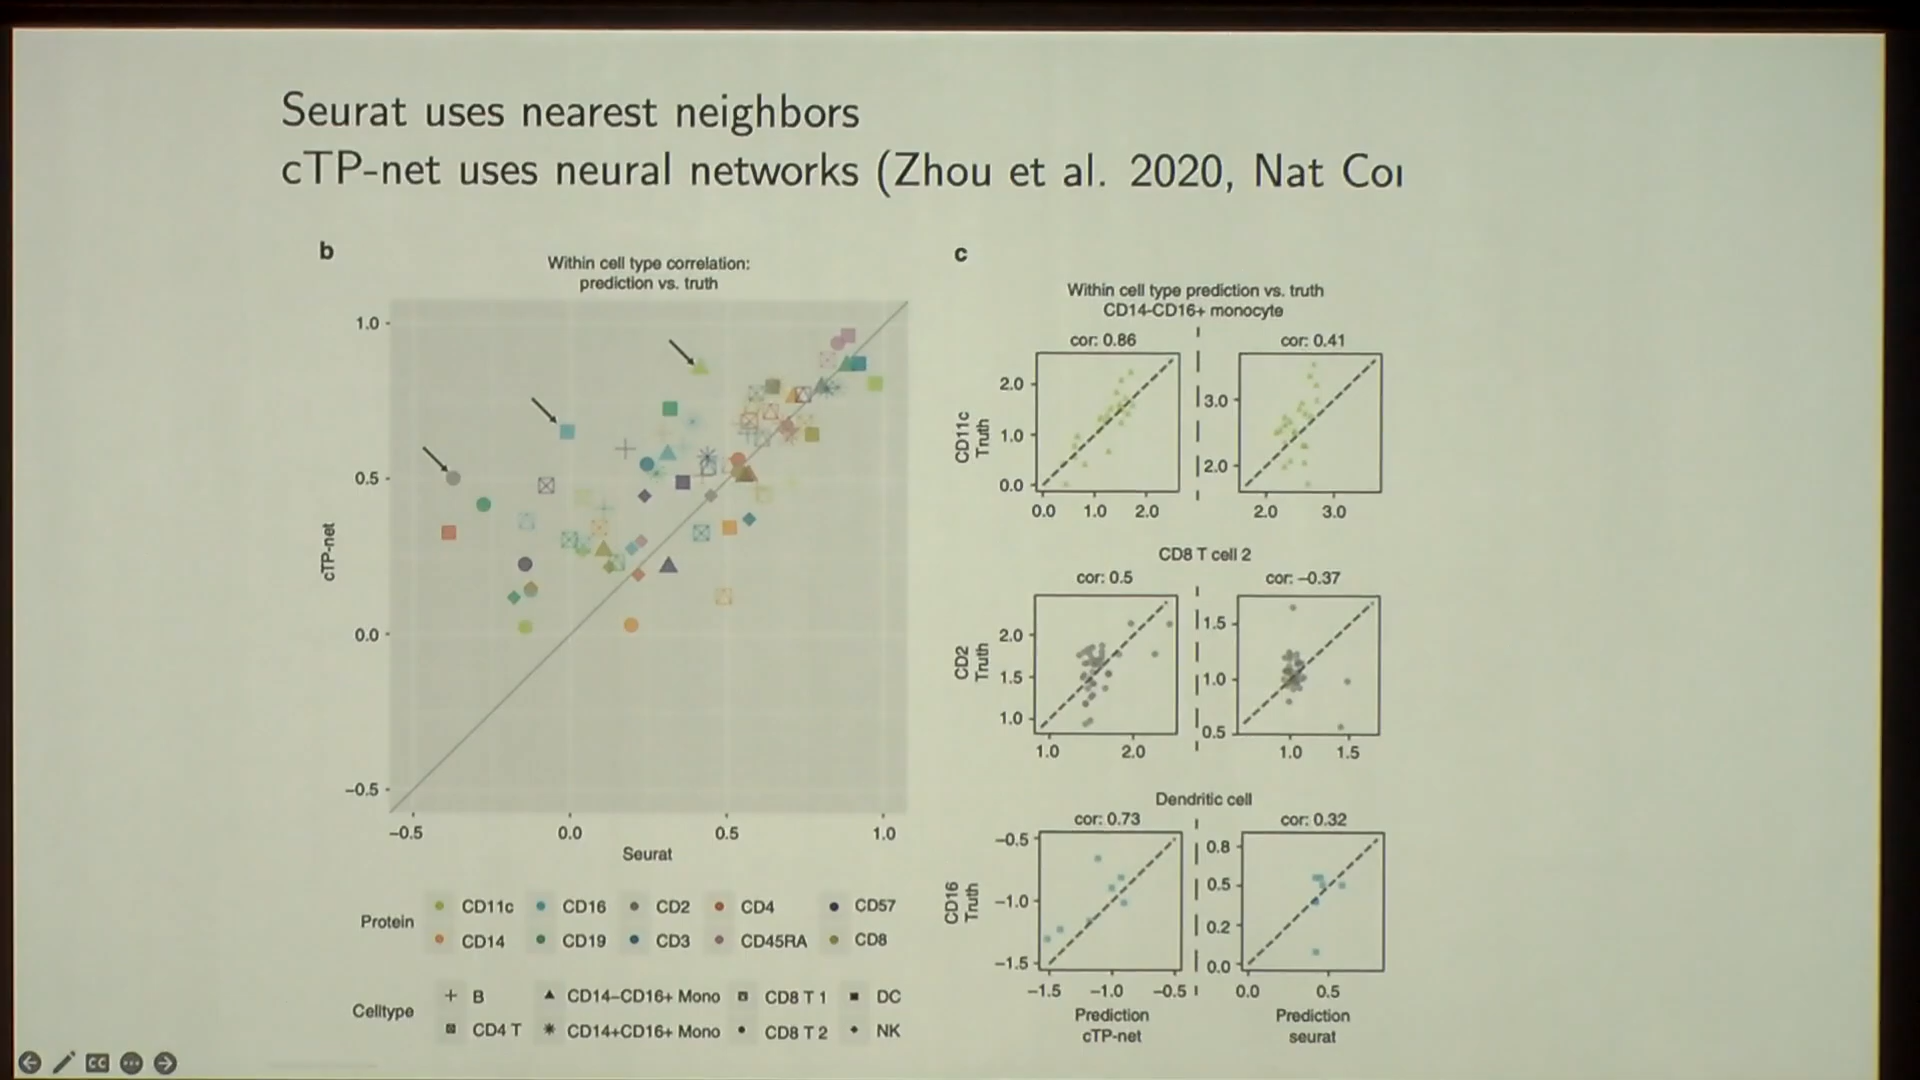 Seurat uses nearest neighbors
cTP-net uses neural networks (Zhou et al. 2020, Nat Co
b
Within cell type correlation:
prediction vs. truth
1.0
0.5
0.0
−0.5
cTP-net
−0.5 0.0 0.5 1.0
Seurat
Protein
CD11c CD16 CD2 CD4 CD57
CD14 CD19 CD3 CD45RA CD8
Celltype
B CD14−CD16+ Mono CD8 T 1 DC
CD4 T CD14+CD16+ Mono CD8 T 2 NK
c
Within cell type prediction vs. truth
CD14-CD16+ monocyte
cor: 0.86 cor: 0.41
CD11c
Truth
2.0
1.0
0.0
3.0
2.0
0.0 1.0 2.0 2.0 3.0
CD8 T cell 2
cor: 0.5 cor: −0.37
CD2
Truth
2.0
1.5
1.0
1.5
1.0
0.5
1.0 2.0 1.0 1.5
Dendritic cell
cor: 0.73 cor: 0.32
CD16
Truth
−0.5
−1.0
−1.5
0.8
0.5
0.2
0.0
−1.5 −1.0 −0.5 0.0 0.5
Prediction
cTP-net
Prediction
seurat
CC